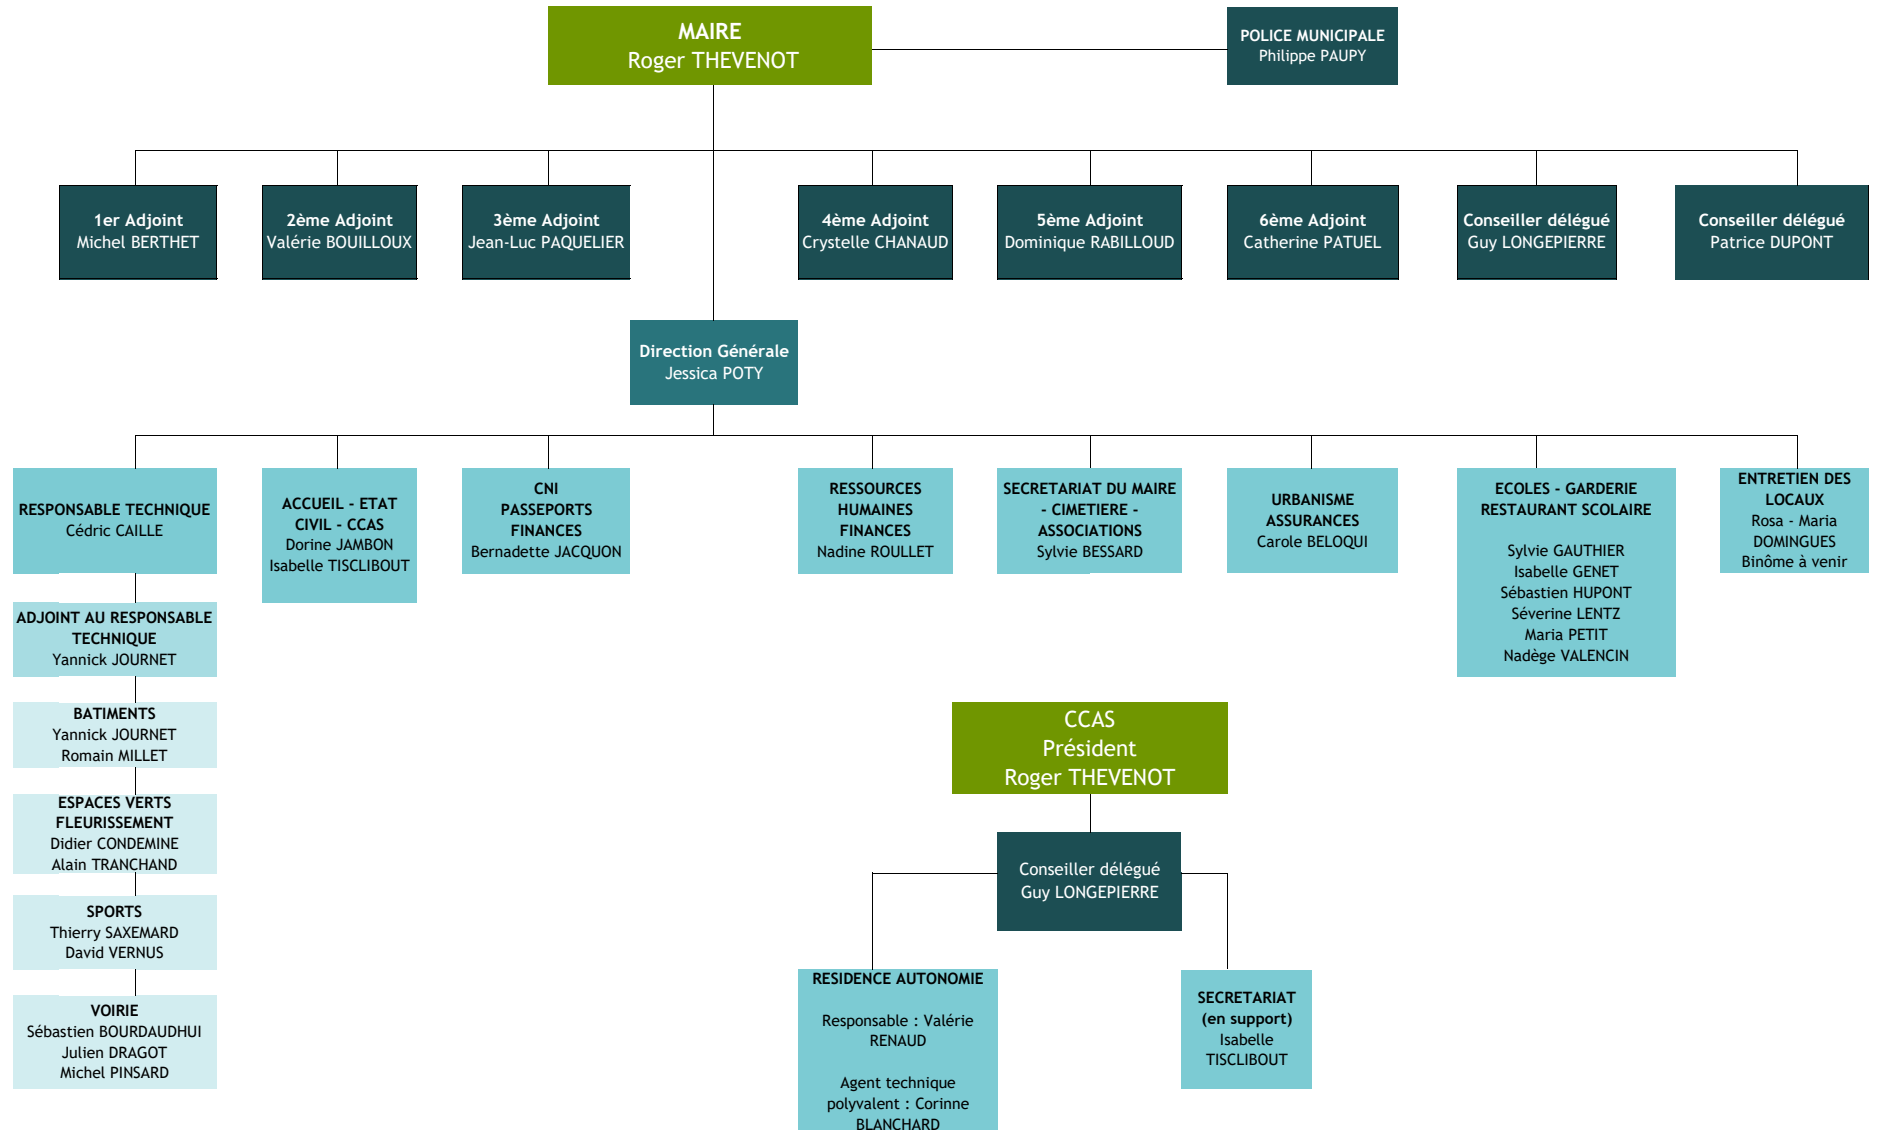 MAIRE
Roger THEVENOT
POLICE MUNICIPALE
Philippe PAUPY
1er Adjoint
Michel BERTHET
2ème Adjoint
Valérie BOUILLOUX
3ème Adjoint
Jean-Luc PAQUELIER
4ème Adjoint
Crystelle CHANAUD
5ème Adjoint
Dominique RABILLOUD
6ème Adjoint
Catherine PATUEL
Conseiller délégué
Guy LONGEPIERRE
Conseiller délégué
Patrice DUPONT
Direction Générale
Jessica POTY
RESPONSABLE TECHNIQUE
Cédric CAILLE
ACCUEIL - ETAT
CIVIL - CCAS
Dorine JAMBON
Isabelle TISCLIBOUT
CNI
PASSEPORTS
FINANCES
Bernadette JACQUON
RESSOURCES
HUMAINES
FINANCES
Nadine ROULLET
SECRETARIAT DU MAIRE
- CIMETIERE -
ASSOCIATIONS
Sylvie BESSARD
URBANISME
ASSURANCES
Carole BELOQUI
ECOLES - GARDERIE
RESTAURANT SCOLAIRE
Sylvie GAUTHIER
Isabelle GENET
Sébastien HUPONT
Séverine LENTZ
Maria PETIT
Nadège VALENCIN
ENTRETIEN DES
LOCAUX
Rosa - Maria
DOMINGUES
Binôme à venir
ADJOINT AU RESPONSABLE
TECHNIQUE
Yannick JOURNET
BATIMENTS
Yannick JOURNET
Romain MILLET
ESPACES VERTS
FLEURISSEMENT
Didier CONDEMINE
Alain TRANCHAND
SPORTS
Thierry SAXEMARD
David VERNUS
VOIRIE
Sébastien BOURDAUDHUI
Julien DRAGOT
Michel PINSARD
CCAS
Président
Roger THEVENOT
Conseiller délégué
Guy LONGEPIERRE
RESIDENCE AUTONOMIE
Responsable : Valérie
RENAUD
Agent technique
polyvalent : Corinne
BLANCHARD
SECRETARIAT
(en support)
Isabelle
TISCLIBOUT